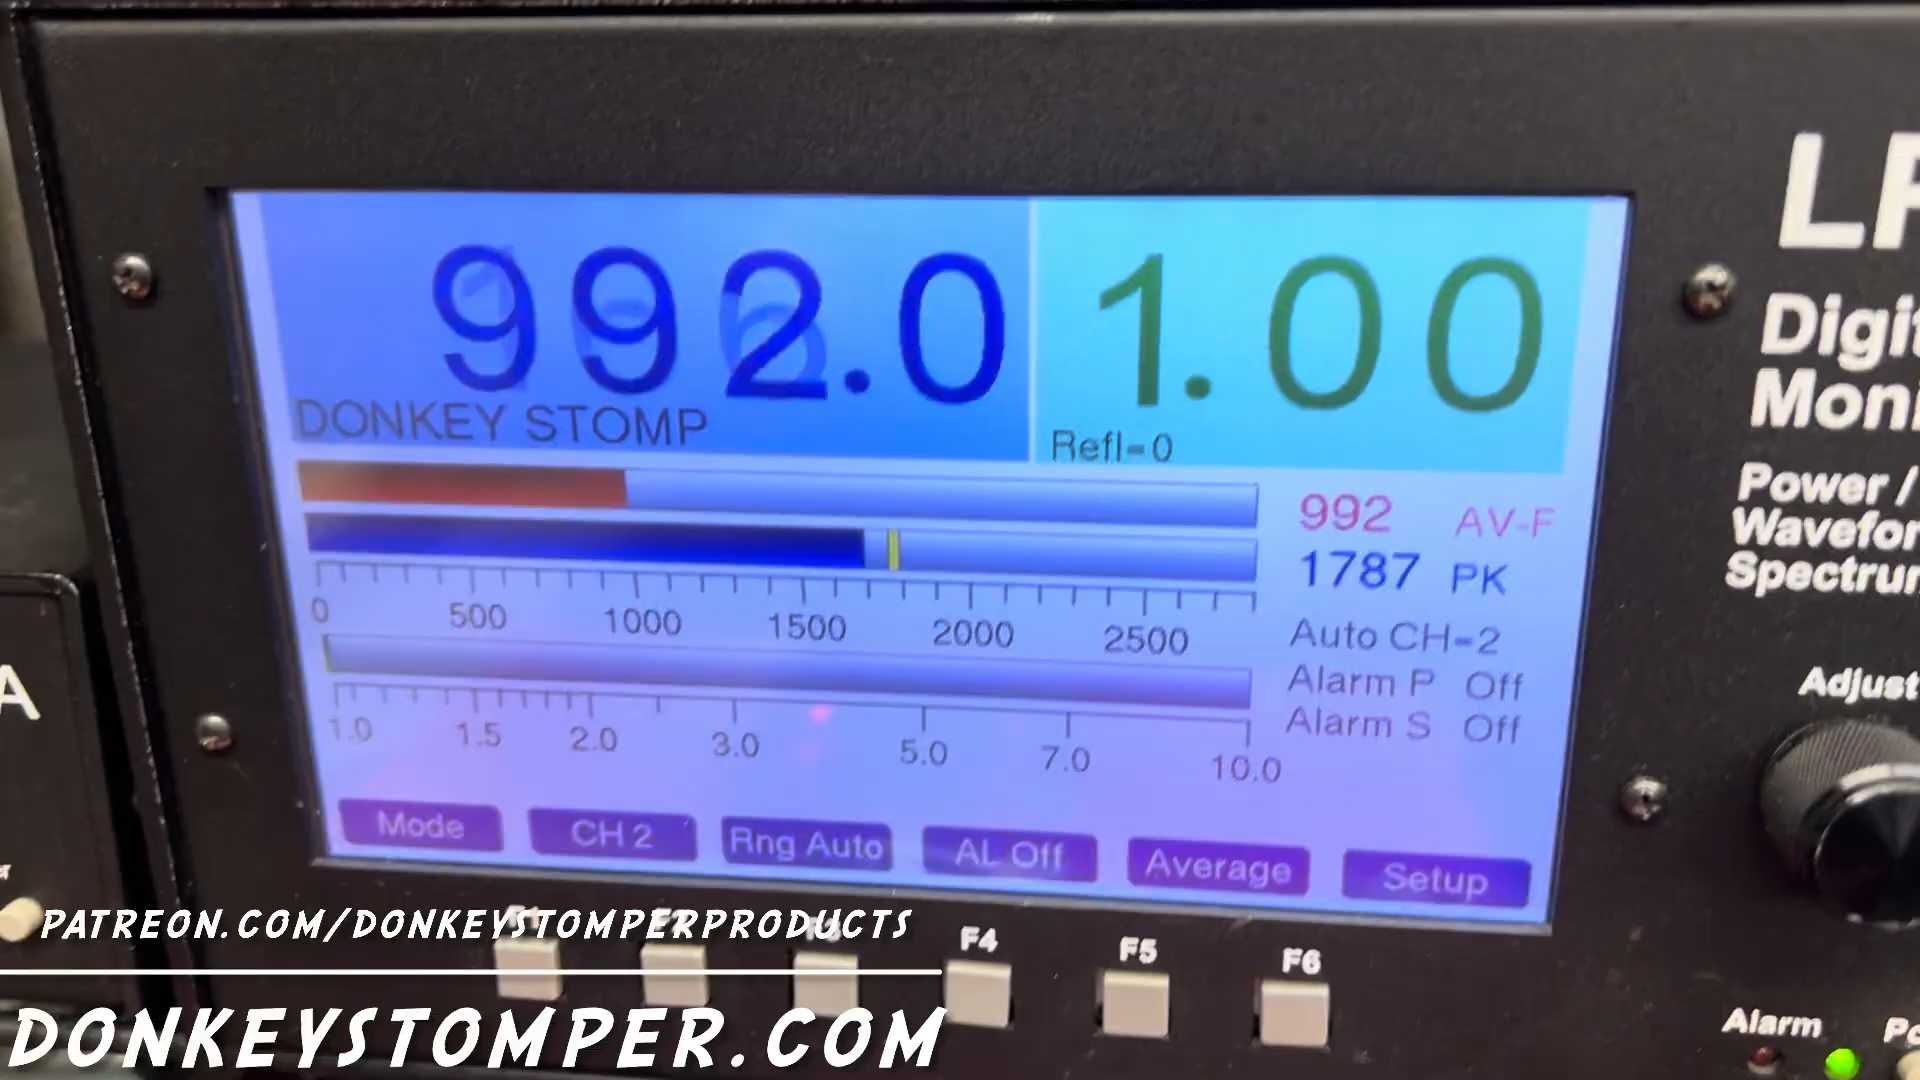 992.0
1.00
DONKEY STOMP
Refl=0
992 AV-F
1787 PK
0 500 1000 1500 2000 2500
Auto CH=2
Alarm P Off
Alarm S Off
1.0 1.5 2.0 3.0 5.0 7.0 10.0
Mode CH 2 Rng Auto AL Off Average Setup
F4 F5 F6
LP
Digit
Moni
Power /
Wavefor
Spectrum
Adjust
Alarm
Po
A
PATREON.COM/DONKEYSTOMPERPRODUCTS
DONKEYSTOMPER.COM